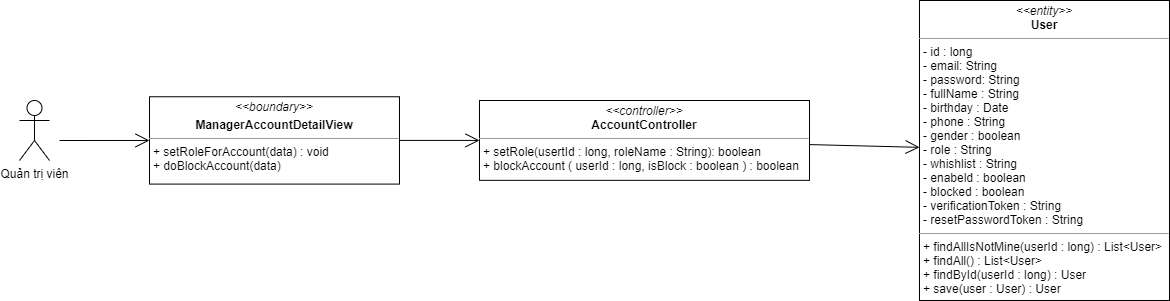 Quản trị viên
<<boundary>>
ManagerAccountDetailView
+ setRoleForAccount(data) : void
+ doBlockAccount(data)
<<controller>>
AccountController
+ setRole(usertId : long, roleName : String): boolean
+ blockAccount ( userId : long, isBlock : boolean ) : boolean
<<entity>>
User
- id : long
- email: String
- password: String
- fullName : String
- birthday : Date
- phone : String
- gender : boolean
- role : String
- whishlist : String
- enabeld : boolean
- blocked : boolean
- verificationToken : String
- resetPasswordToken : String
+ findAllIsNotMine(userId : long) : List<User>
+ findAll() : List<User>
+ findById(userId : long) : User
+ save(user : User) : User